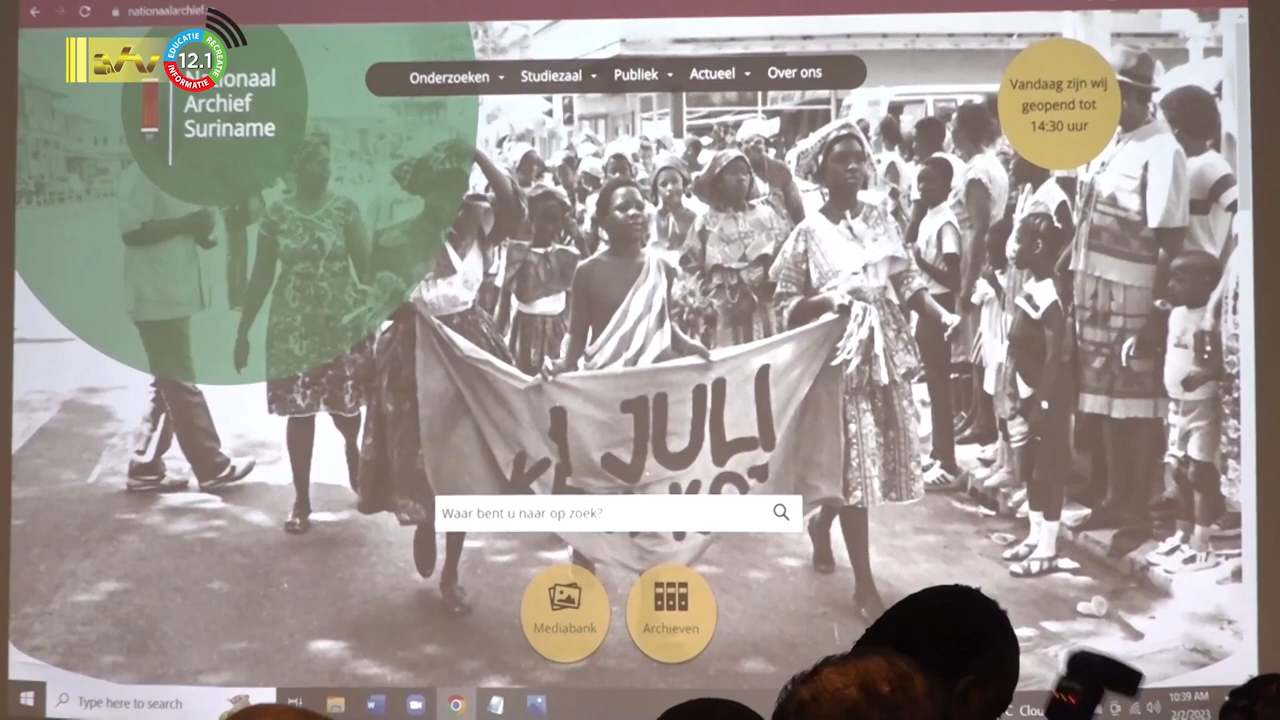 nationaalarchief.
EDUCATIE
RECREATIE
INFORMATIE
12.1
Nationaal
Archief
Suriname
Onderzoeken
Studiezaal
Publiek
Actueel
Over ons
Vandaag zijn wij
geopend tot
14:30 uur
1 JULI
Waar bent u naar op zoek?
Mediabank
Archieven
Type here to search
10:39 AM
2/2/2023